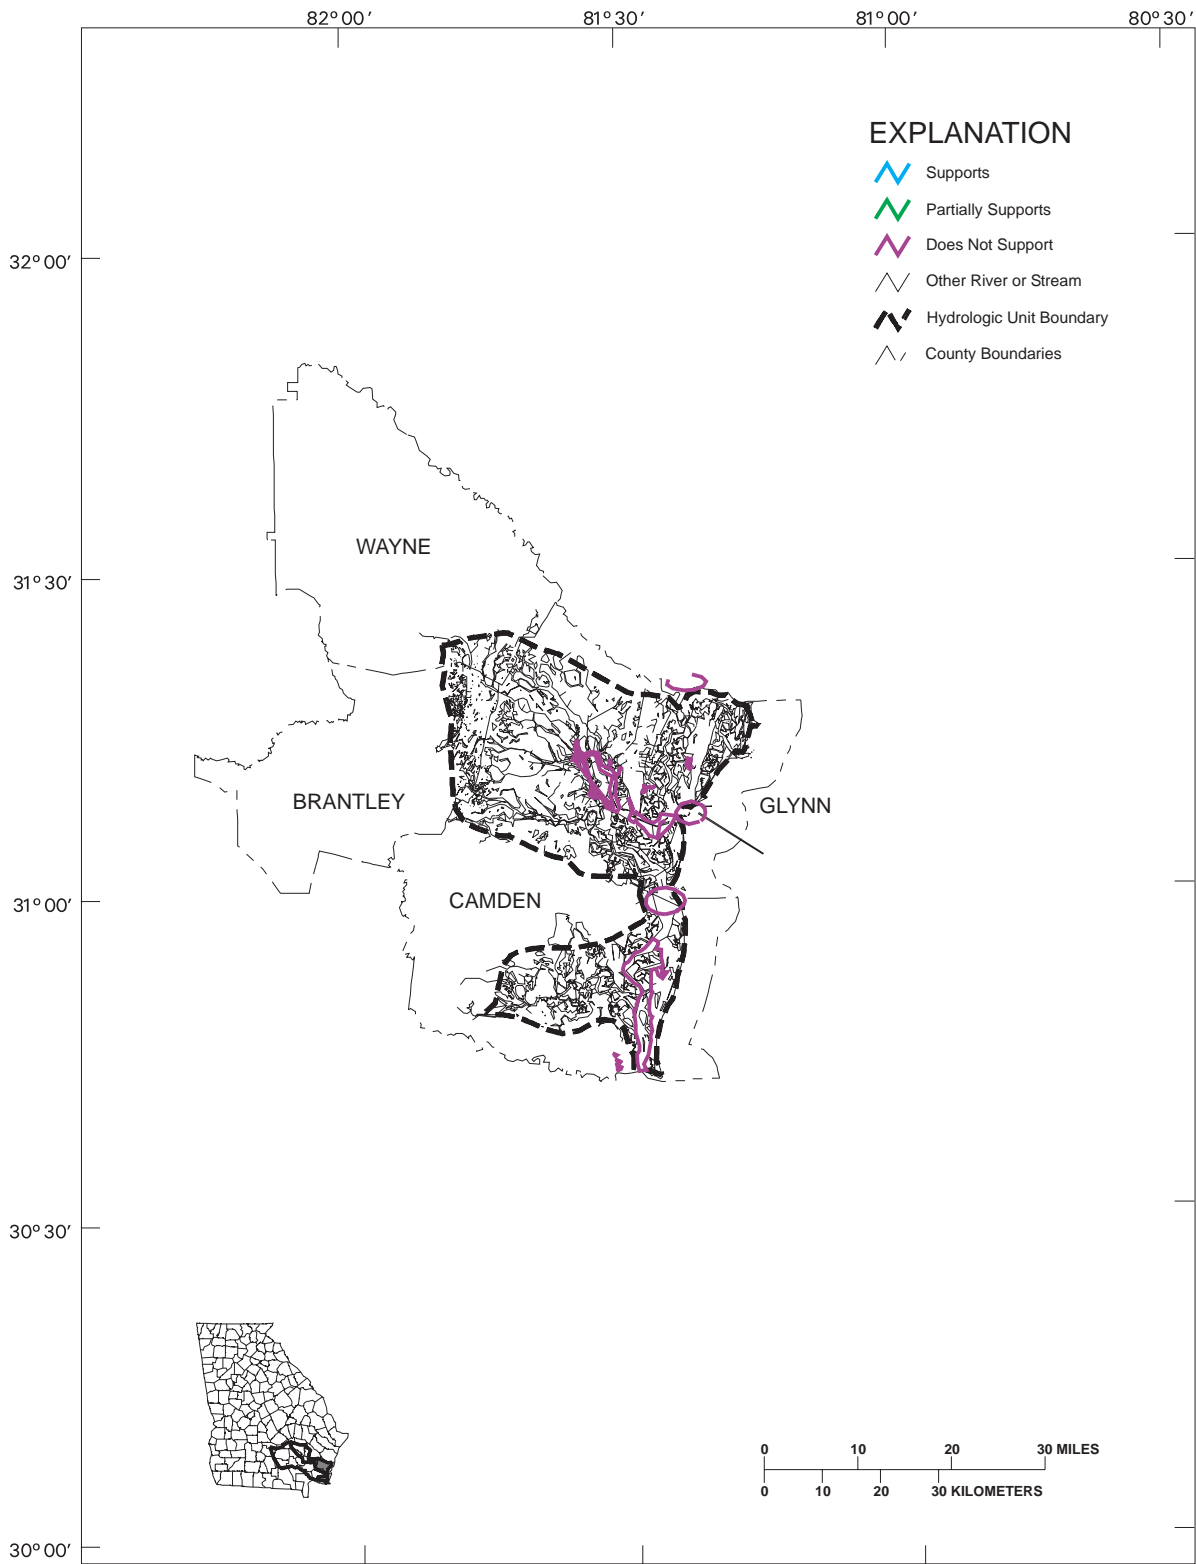 82° 00′ 81° 30′ 81° 00′ 80° 30′
EXPLANATION
Supports
Partially Supports
Does Not Support
Other River or Stream
Hydrologic Unit Boundary
County Boundaries
32° 00′
WAYNE
31° 30′
BRANTLEY
GLYNN
CAMDEN
31° 00′
30° 30′
0 10 20 30 MILES
0 10 20 30 KILOMETERS
30° 00′